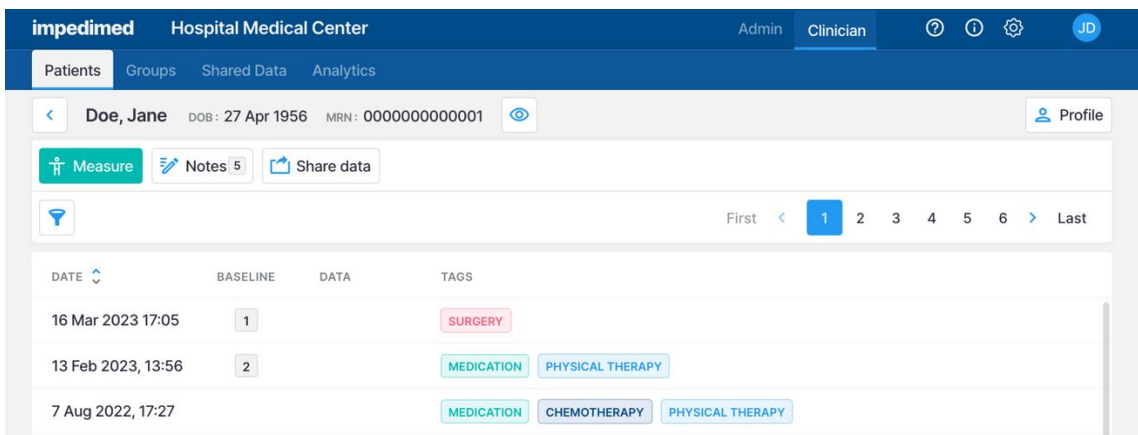 impedimed Hospital Medical Center Admin Clinician JD
Patients Groups Shared Data Analytics
Doe, Jane DOB: 27 Apr 1956 MRN: 0000000000001 Profile
Measure Notes 5 Share data
First 1 2 3 4 5 6 Last
DATE BASELINE DATA TAGS
16 Mar 2023 17:05 1 SURGERY
13 Feb 2023, 13:56 2 MEDICATION PHYSICAL THERAPY
7 Aug 2022, 17:27 MEDICATION CHEMOTHERAPY PHYSICAL THERAPY